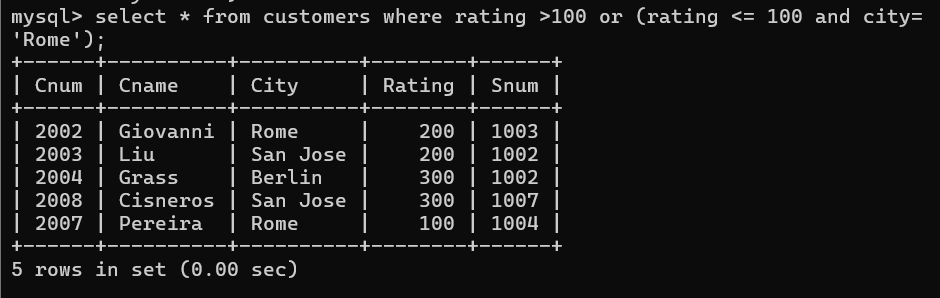 mysql> select * from customers where rating >100 or (rating <= 100 and city=
'Rome');
+------+----------+----------+--------+------+
| Cnum | Cname    | City     | Rating | Snum |
+------+----------+----------+--------+------+
| 2002 | Giovanni | Rome     |    200 | 1003 |
| 2003 | Liu      | San Jose |    200 | 1002 |
| 2004 | Grass    | Berlin   |    300 | 1002 |
| 2008 | Cisneros | San Jose |    300 | 1007 |
| 2007 | Pereira  | Rome     |    100 | 1004 |
+------+----------+----------+--------+------+
5 rows in set (0.00 sec)